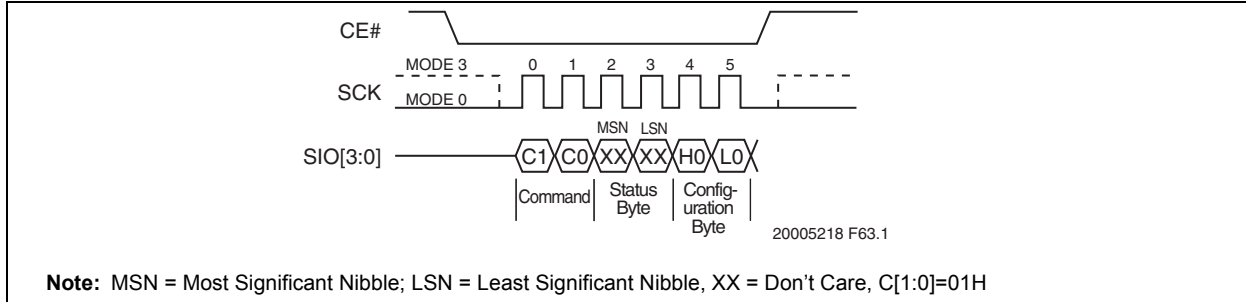 CE#
MODE 3
0 1 2 3 4 5
SCK
MODE 0
MSN LSN
SIO[3:0]
C1 C0 XX XX H0 L0
Command
Status
Byte
Config-
uration
Byte
20005218 F63.1
Note: MSN = Most Significant Nibble; LSN = Least Significant Nibble, XX = Don't Care, C[1:0]=01H